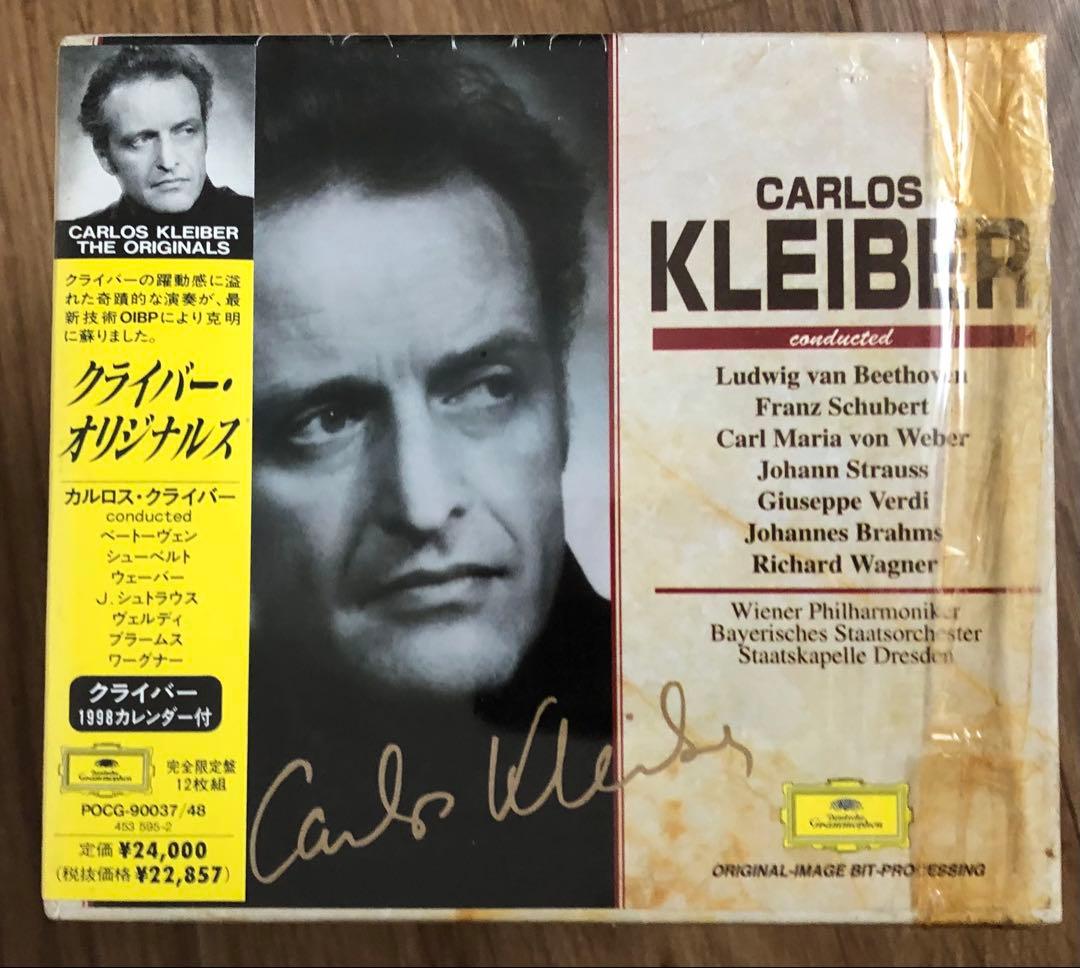 CARLOS KLEIBER
THE ORIGINALS
クライバーの躍動感に溢
れた奇蹟的な演奏が、最
新技術OIBPにより克明
に蘇りました。
クライバー・
オリジナルス
カルロス・クライバー
conducted
ベートーヴェン
シューベルト
ウェーバー
J.シュトラウス
ヴェルディ
ブラームス
ワーグナー
クライバー
1998カレンダー付
Deutsche
Grammophon
完全限定盤
12枚組
POCG-90037/48
453 595-2
定価 ¥24,000
(税抜価格 ¥22,857)
Carlos Kleiber
CARLOS
KLEIBER
conducted
Ludwig van Beethoven
Franz Schubert
Carl Maria von Weber
Johann Strauss
Giuseppe Verdi
Johannes Brahms
Richard Wagner
Wiener Philharmoniker
Bayerisches Staatsorchester
Staatskapelle Dresden
Deutsche
Grammophon
ORIGINAL-IMAGE BIT-PROCESSING